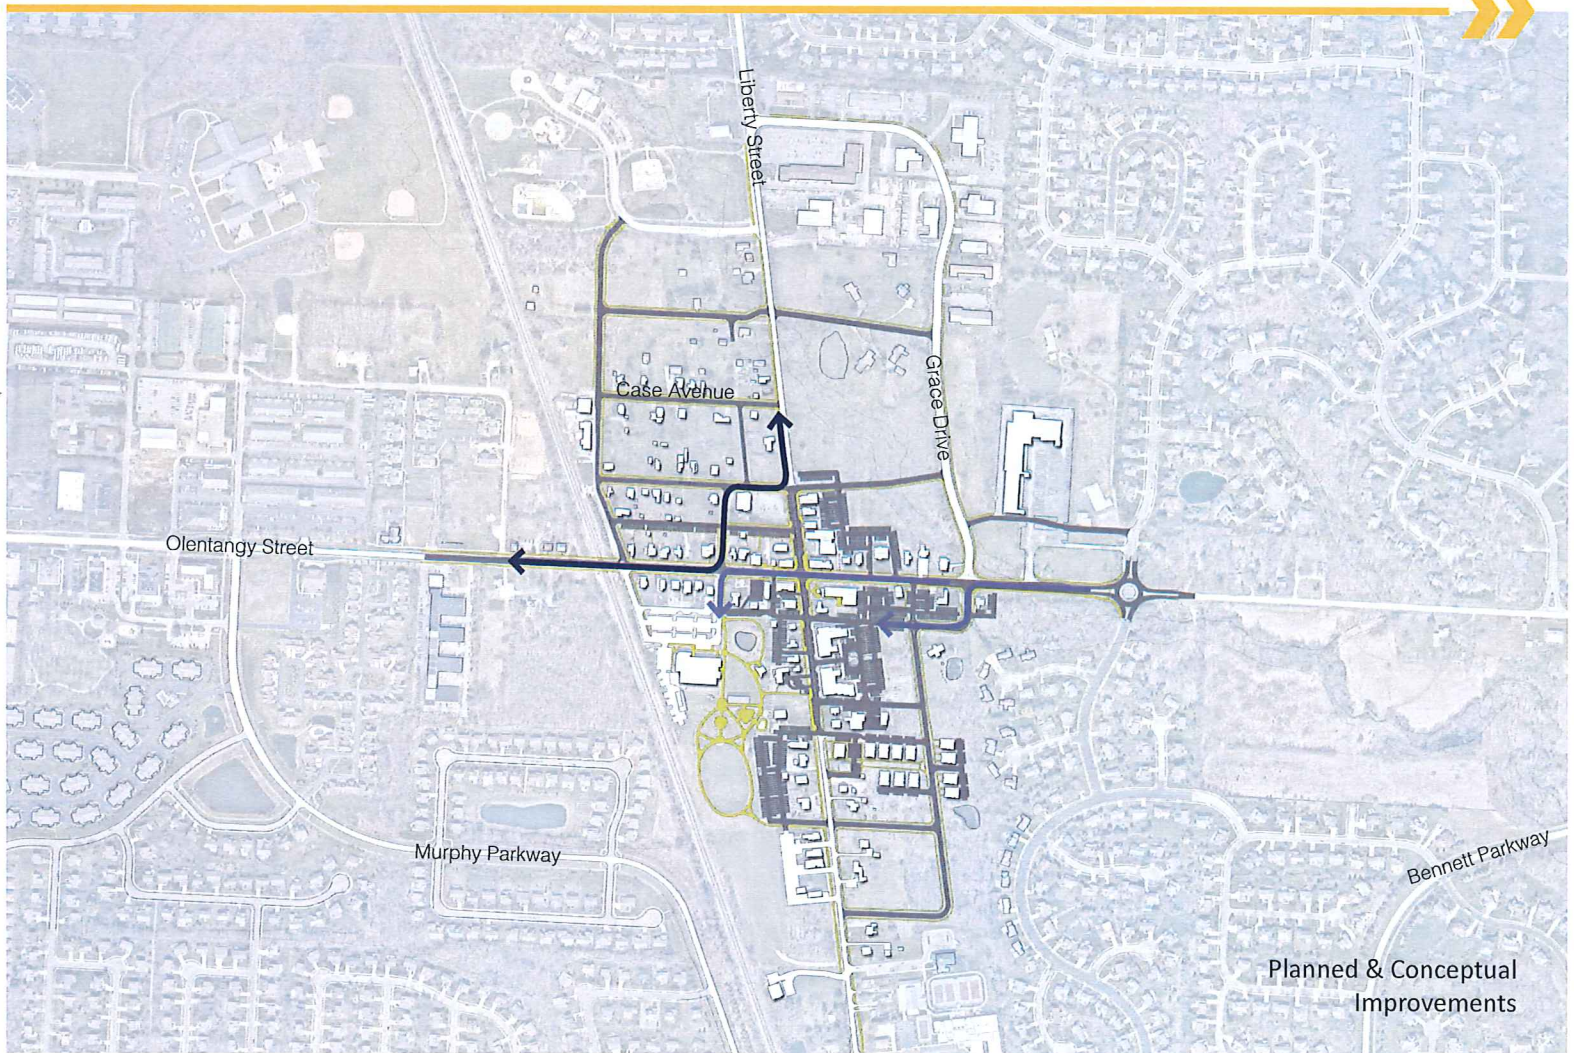 Liberty Street
Case Avenue
Grace Drive
Olentangy Street
Murphy Parkway
Bennett Parkway
Planned & Conceptual
Improvements